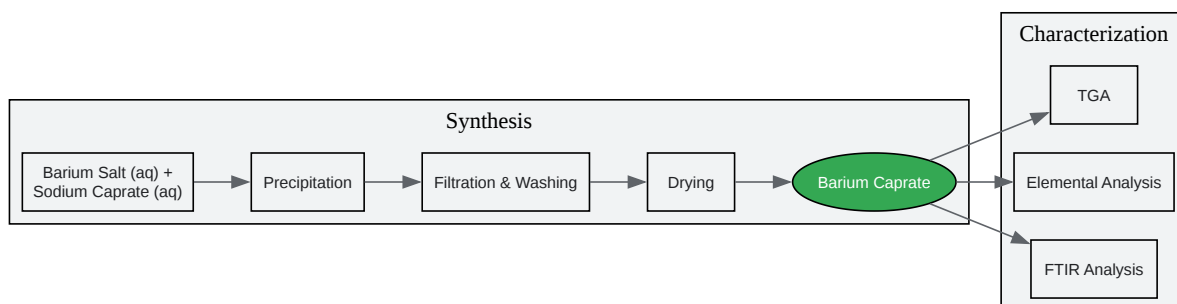 Characterization
TGA
Synthesis
Barium Salt (aq) +
Sodium Caprate (aq)
Precipitation
Filtration & Washing
Drying
Barium Caprate
Elemental Analysis
FTIR Analysis